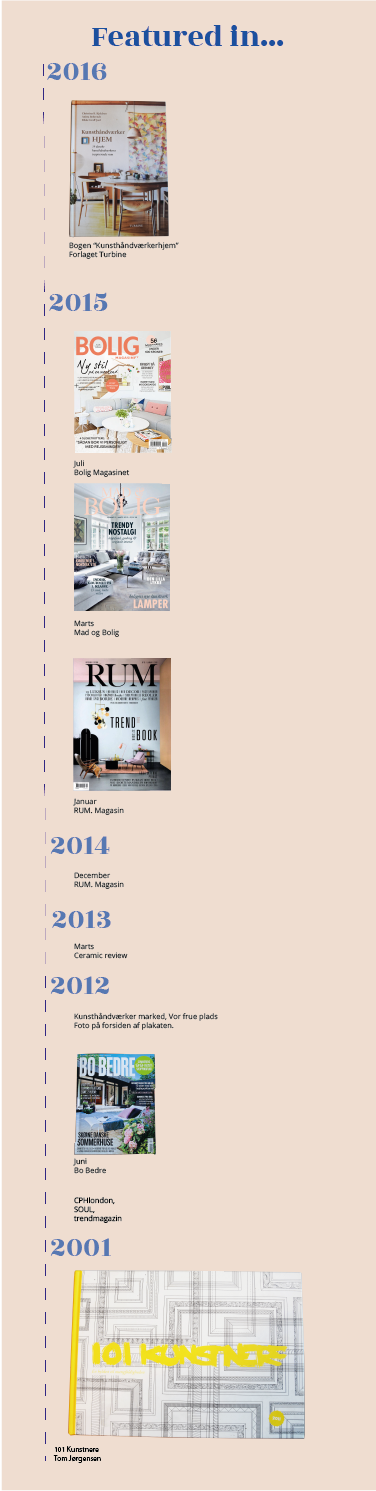 Featured in...
2016
Kunsthåndværker
HJEM
Bogen "Kunsthåndværkerhjem"
Forlaget Turbine
2015
BOLIG
MAGASINET
Ny stil
Juli
Bolig Magasinet
BOLIG
TRENDY
NOSTALGI
LAMPER
Marts
Mad og Bolig
RUM
TREND
BOOK
Januar
RUM. Magasin
2014
December
RUM. Magasin
2013
Marts
Ceramic review
2012
Kunsthåndværker marked, Vor frue plads
Foto på forsiden af plakaten.
BO BEDRE
SKØNNE DANSKE
SOMMERHUSE
Juni
Bo Bedre
CPHlondon,
SOUL,
trendmagazin
2001
101 KUNSTNERE
101 Kunstnere
Tom Jørgensen